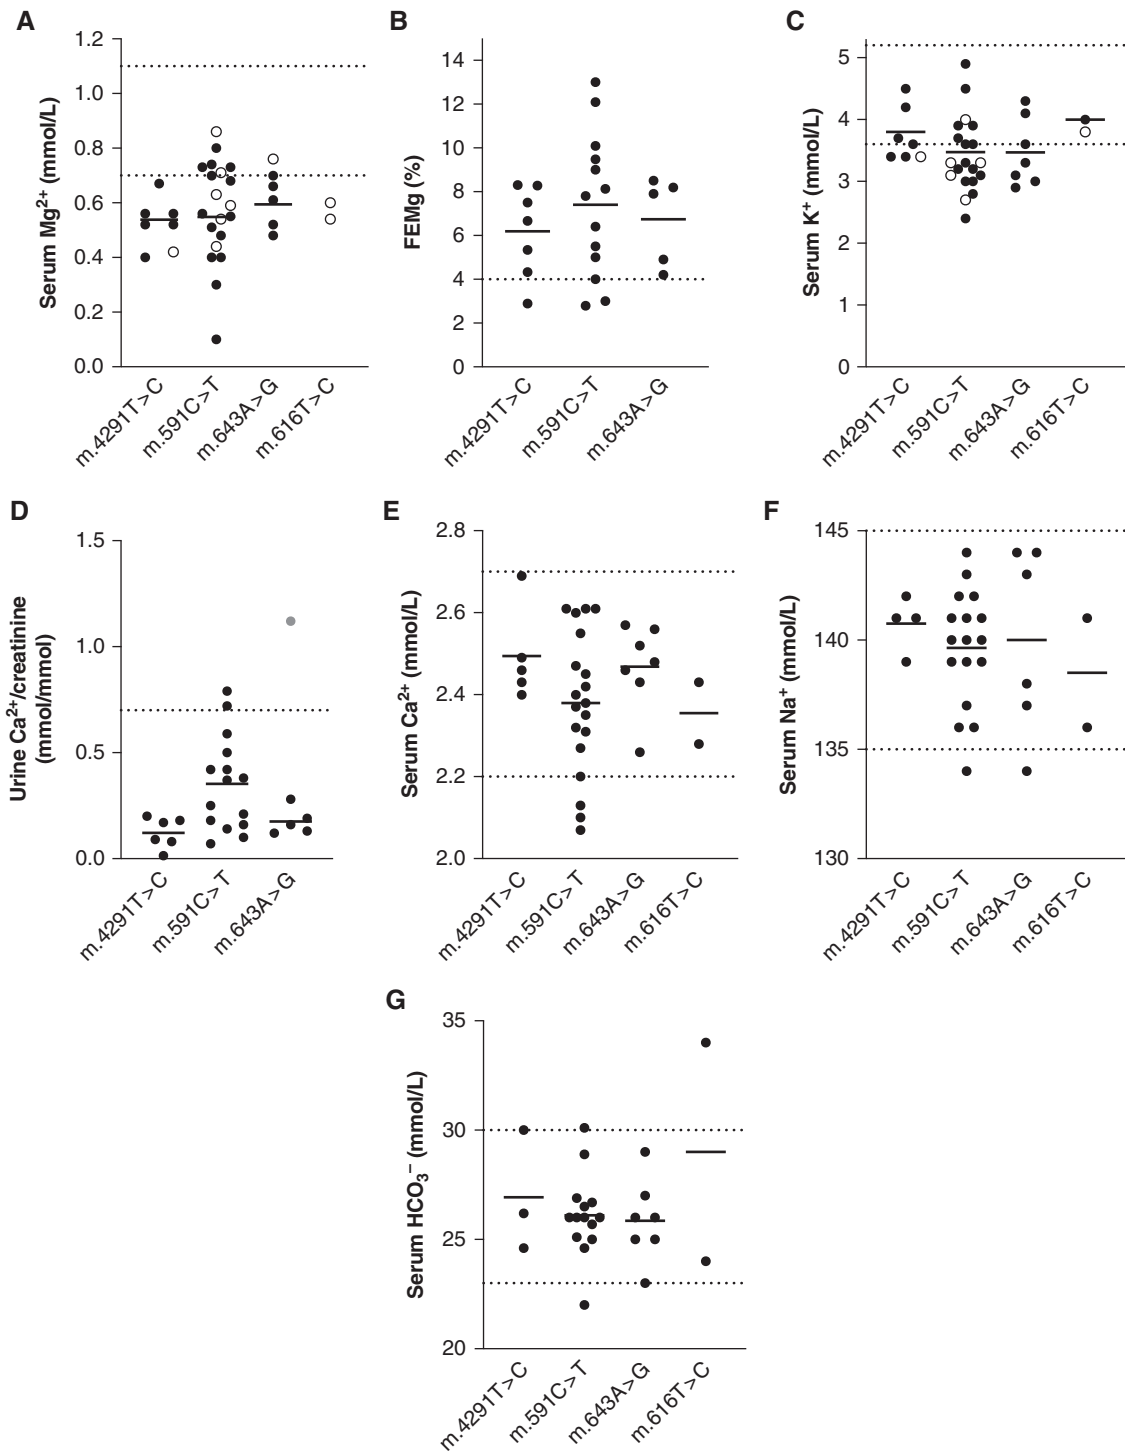 A
Serum Mg²⁺ (mmol/L)
1.2
1.0
0.8
0.6
0.4
0.2
0.0
m.4291T>C
m.591C>T
m.643A>G
m.616T>C
B
FEMg (%)
14
12
10
8
6
4
2
0
m.4291T>C
m.591C>T
m.643A>G
C
Serum K⁺ (mmol/L)
5
4
3
2
1
0
m.4291T>C
m.591C>T
m.643A>G
m.616T>C
D
Urine Ca²⁺/creatinine
(mmol/mmol)
1.5
1.0
0.5
0.0
m.4291T>C
m.591C>T
m.643A>G
E
Serum Ca²⁺ (mmol/L)
2.8
2.6
2.4
2.2
2.0
m.4291T>C
m.591C>T
m.643A>G
m.616T>C
F
Serum Na⁺ (mmol/L)
145
140
135
130
m.4291T>C
m.591C>T
m.643A>G
m.616T>C
G
Serum HCO₃⁻ (mmol/L)
35
30
25
20
m.4291T>C
m.591C>T
m.643A>G
m.616T>C